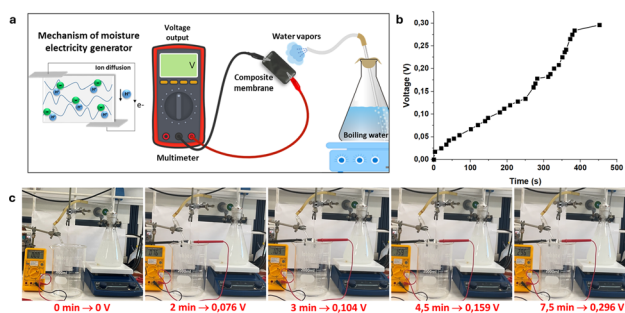 a
Mechanism of moisture
electricity generator
Ion diffusion
e-
Voltage
output
V
Multimeter
Composite
membrane
Water vapors
Boiling water
b
Voltage (V)
0,30
0,25
0,20
0,15
0,10
0,05
0,00
0
100
200
300
400
500
Time (s)
c
0 min → 0 V
2 min → 0,076 V
3 min → 0,104 V
4,5 min → 0,159 V
7,5 min → 0,296 V